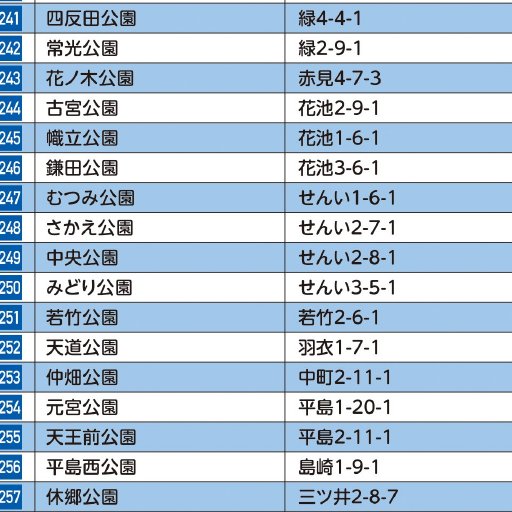 241 四反田公園 緑4-4-1
242 常光公園 緑2-9-1
243 花ノ木公園 赤見4-7-3
244 古宮公園 花池2-9-1
245 幟立公園 花池1-6-1
246 鎌田公園 花池3-6-1
247 むつみ公園 せんい1-6-1
248 さかえ公園 せんい2-7-1
249 中央公園 せんい2-8-1
250 みどり公園 せんい3-5-1
251 若竹公園 若竹2-6-1
252 天道公園 羽衣1-7-1
253 仲畑公園 中町2-11-1
254 元宮公園 平島1-20-1
255 天王前公園 平島2-11-1
256 平島西公園 島崎1-9-1
257 休郷公園 三ツ井2-8-7